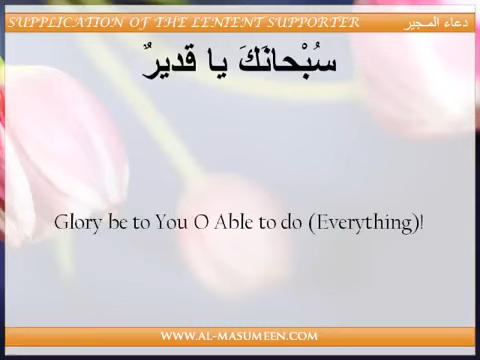 SUPPLICATION OF THE LENIENT SUPPORTER دعاء المجير
سُبْحانَكَ يا قديرٌ
Glory be to You O Able to do (Everything)!
WWW.AL-MASUMEEN.COM